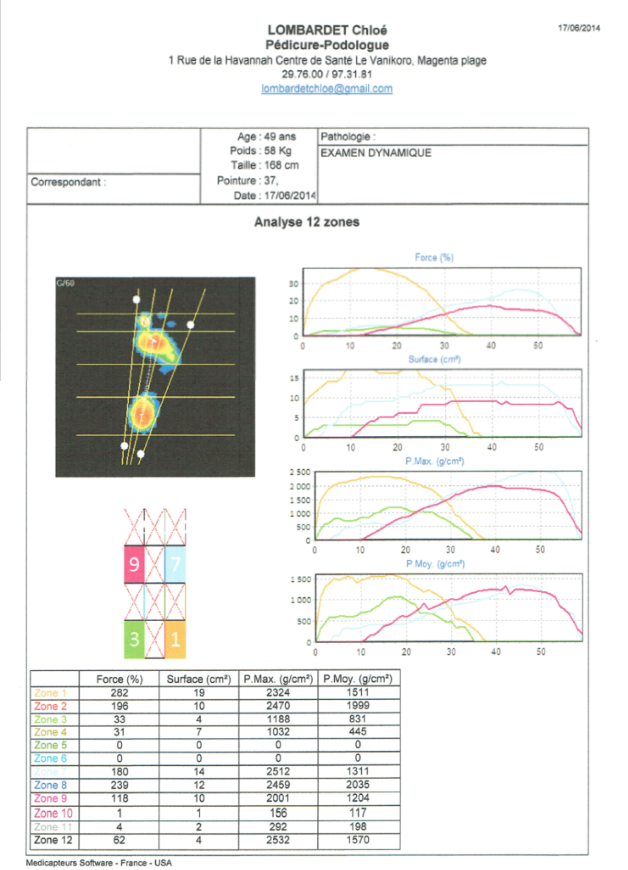 LOMBARDET Chloé
17/06/2014
Pédicure-Podologue
1 Rue de la Havannah Centre de Santé Le Vanikoro, Magenta plage
29.76.00 / 97.31.81
lombardetchloe@gmail.com
Correspondant :
Age : 49 ans
Poids : 58 Kg
Taille : 168 cm
Pointure : 37,
Date : 17/06/2014
Pathologie :
EXAMEN DYNAMIQUE
Analyse 12 zones
G/60
Force (%)
30
20
10
0
0 10 20 30 40 50
Surface (cm²)
15
10
5
0
0 10 20 30 40 50
P.Max. (g/cm²)
2 500
2 000
1 500
1 000
500
0
0 10 20 30 40 50
P.Moy. (g/cm²)
1 500
1 000
500
0
0 10 20 30 40 50
9 7
3 1
Force (%) Surface (cm²) P.Max. (g/cm²) P.Moy. (g/cm²)
Zone 1 282 19 2324 1511
Zone 2 196 10 2470 1999
Zone 3 33 4 1188 831
Zone 4 31 7 1032 445
Zone 5 0 0 0 0
Zone 6 0 0 0 0
Zone 7 180 14 2512 1311
Zone 8 239 12 2459 2035
Zone 9 118 10 2001 1204
Zone 10 1 1 156 117
Zone 11 4 2 292 198
Zone 12 62 4 2532 1570
Medicapteurs Software - France - USA